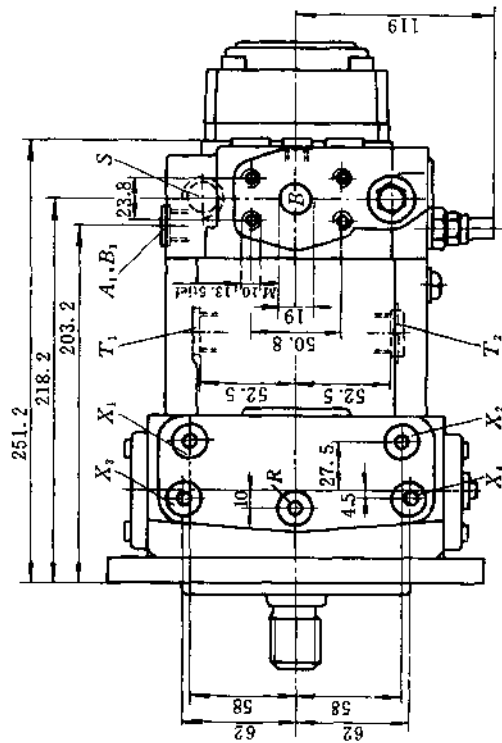 119
251.2
218.2
203.2
A₁、B₁
S
23.8
B
M10, 13.5tief
19
50.8
T₁
T₂
52.5
52.5
X₁
X₂
X₃
X₄
R
10
27.5
4.5
58
58
62
62